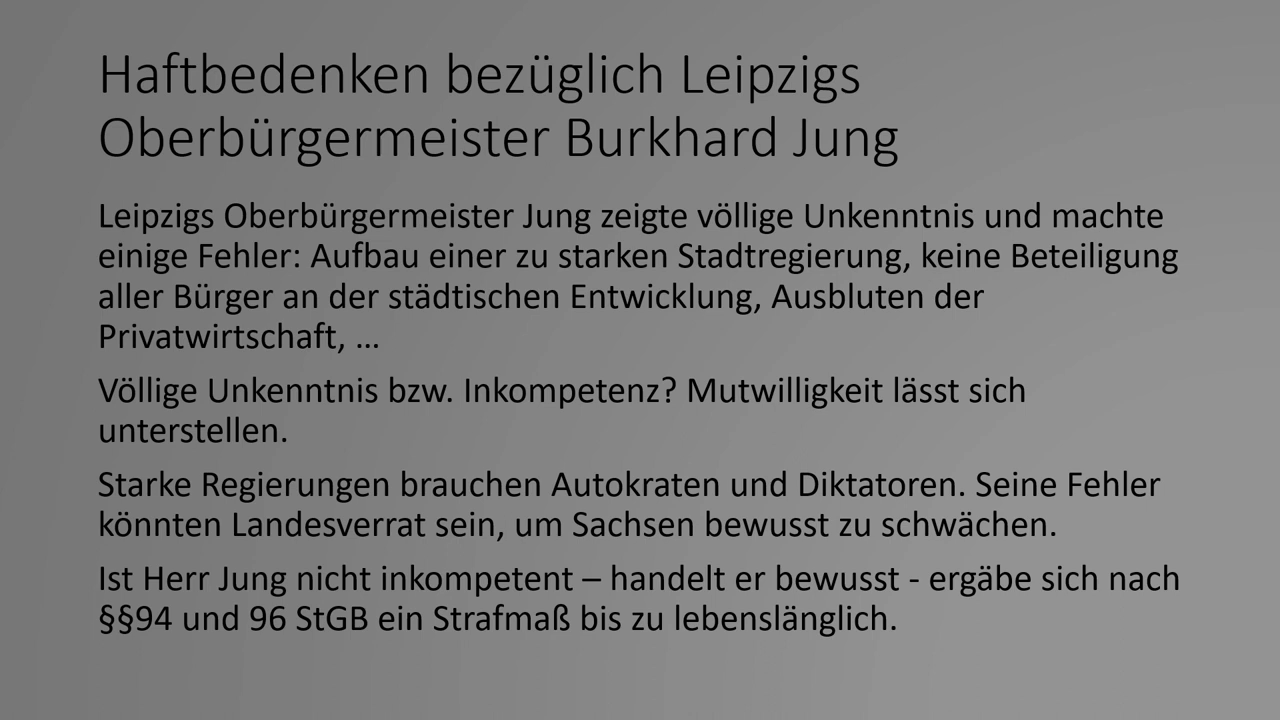 Haftbedenken bezüglich Leipzigs
Oberbürgermeister Burkhard Jung
Leipzigs Oberbürgermeister Jung zeigte völlige Unkenntnis und machte
einige Fehler: Aufbau einer zu starken Stadtregierung, keine Beteiligung
aller Bürger an der städtischen Entwicklung, Ausbluten der
Privatwirtschaft, …
Völlige Unkenntnis bzw. Inkompetenz? Mutwilligkeit lässt sich
unterstellen.
Starke Regierungen brauchen Autokraten und Diktatoren. Seine Fehler
könnten Landesverrat sein, um Sachsen bewusst zu schwächen.
Ist Herr Jung nicht inkompetent – handelt er bewusst - ergäbe sich nach
§§94 und 96 StGB ein Strafmaß bis zu lebenslänglich.